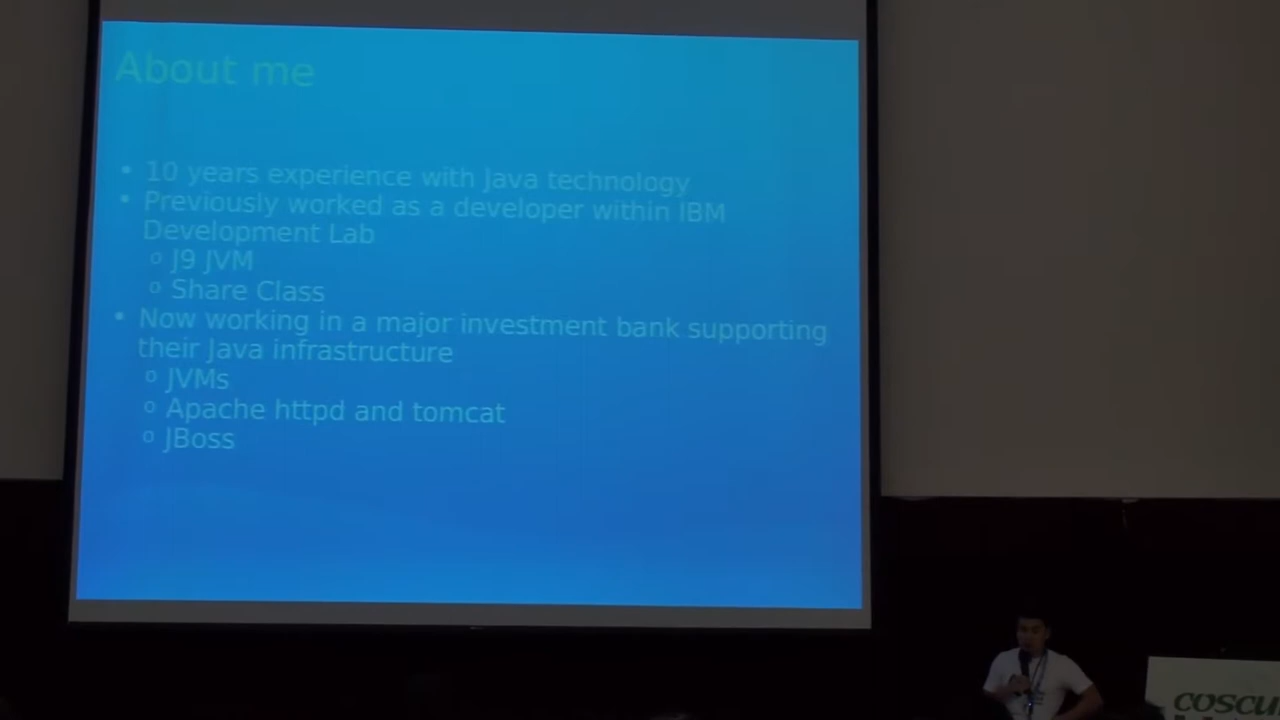 About me
• 10 years experience with Java technology
• Previously worked as a developer within IBM
Development Lab
o J9 JVM
o Share Class
• Now working in a major investment bank supporting
their Java infrastructure
o JVMs
o Apache httpd and tomcat
o JBoss
COSCU